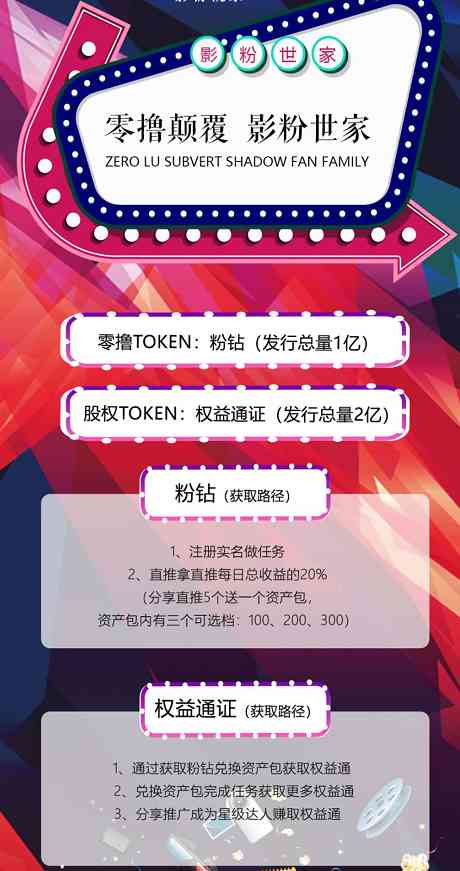 影粉世家
零撸颠覆 影粉世家
ZERO LU SUBVERT SHADOW FAN FAMILY
零撸TOKEN：粉钻（发行总量1亿）
股权TOKEN：权益通证（发行总量2亿）
粉钻（获取路径）
1、注册实名做任务
2、直推拿直推每日总收益的20%
（分享直推5个送一个资产包，
资产包内有三个可选档：100、200、300）
权益通证（获取路径）
1、通过获取粉钻兑换资产包获取权益通
2、兑换资产包完成任务获取更多权益通
3、分享推广成为星级达人赚取权益通